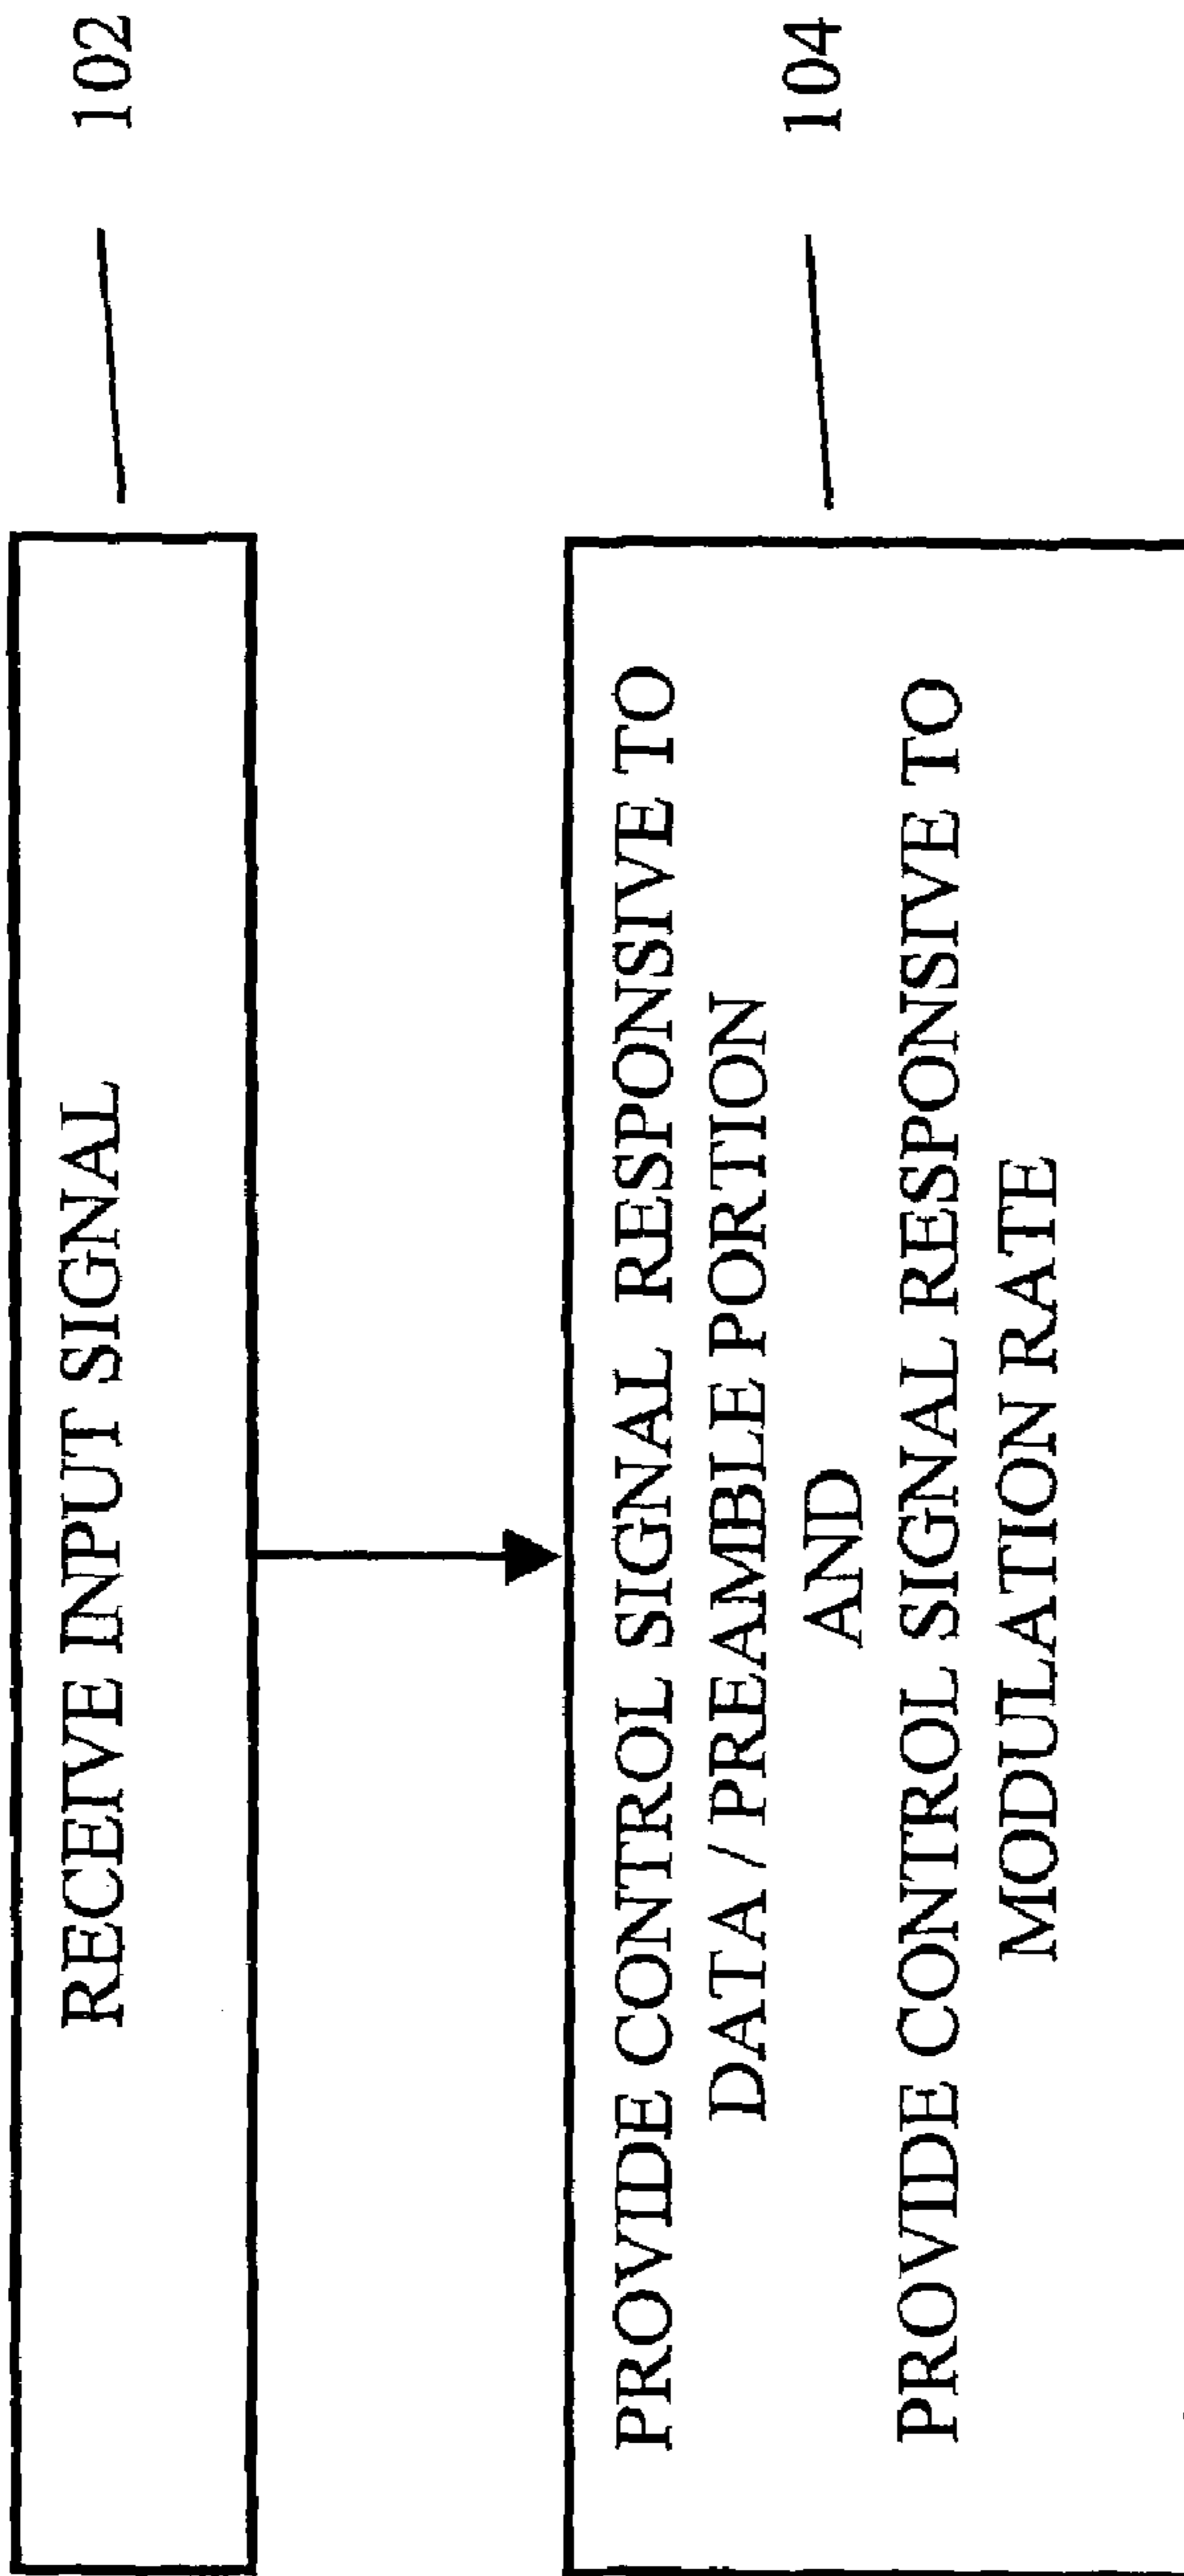 RECEIVE INPUT SIGNAL
102
PROVIDE CONTROL SIGNAL RESPONSIVE TO
DATA / PREAMBLE PORTION
AND
PROVIDE CONTROL SIGNAL RESPONSIVE TO
MODULATION RATE
104